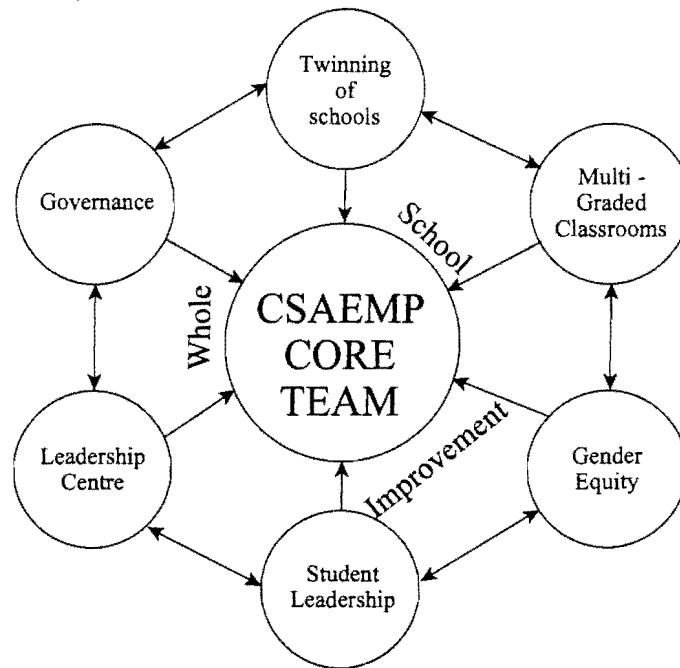 Twinning
of
schools
Governance
Multi -
Graded
Classrooms
School
Whole
CSAEMP
CORE
TEAM
Improvement
Leadership
Centre
Gender
Equity
Student
Leadership